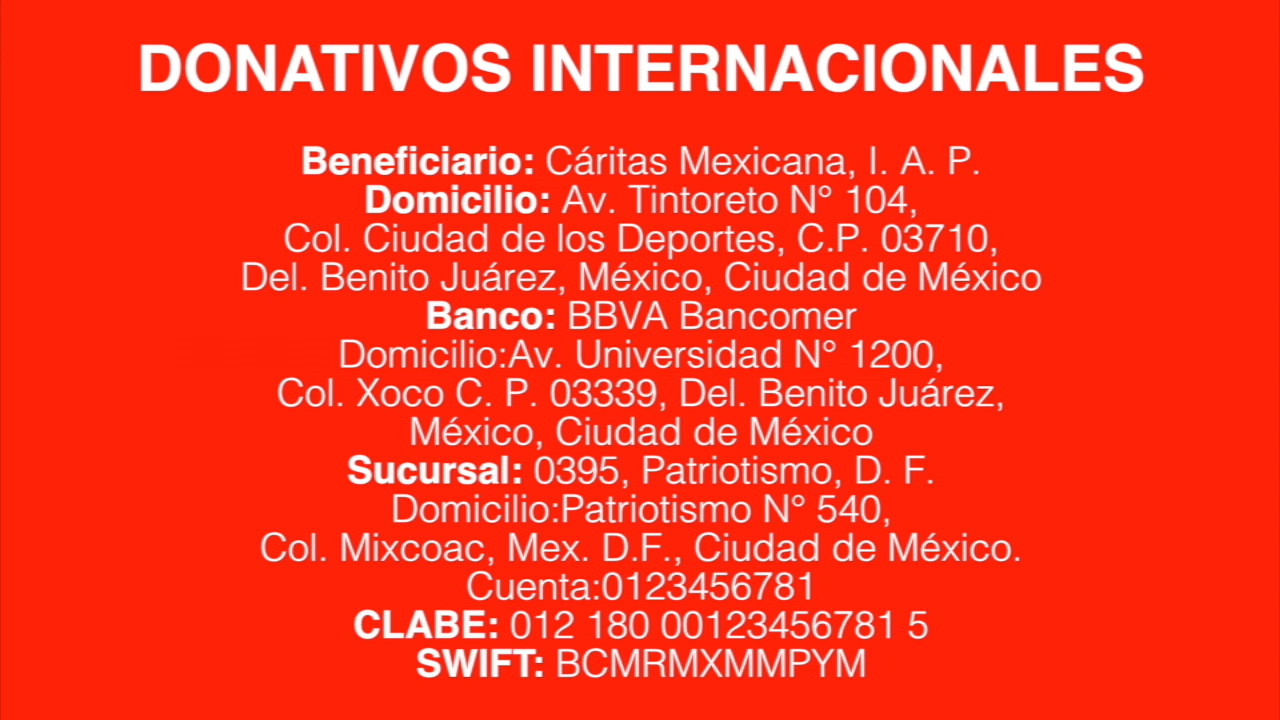 DONATIVOS INTERNACIONALES
Beneficiario: Cáritas Mexicana, I. A. P.
Domicilio: Av. Tintoreto N° 104,
Col. Ciudad de los Deportes, C.P. 03710,
Del. Benito Juárez, México, Ciudad de México
Banco: BBVA Bancomer
Domicilio:Av. Universidad N° 1200,
Col. Xoco C. P. 03339, Del. Benito Juárez,
México, Ciudad de México
Sucursal: 0395, Patriotismo, D. F.
Domicilio:Patriotismo N° 540,
Col. Mixcoac, Mex. D.F., Ciudad de México.
Cuenta:0123456781
CLABE: 012 180 00123456781 5
SWIFT: BCMRMXMMPYM